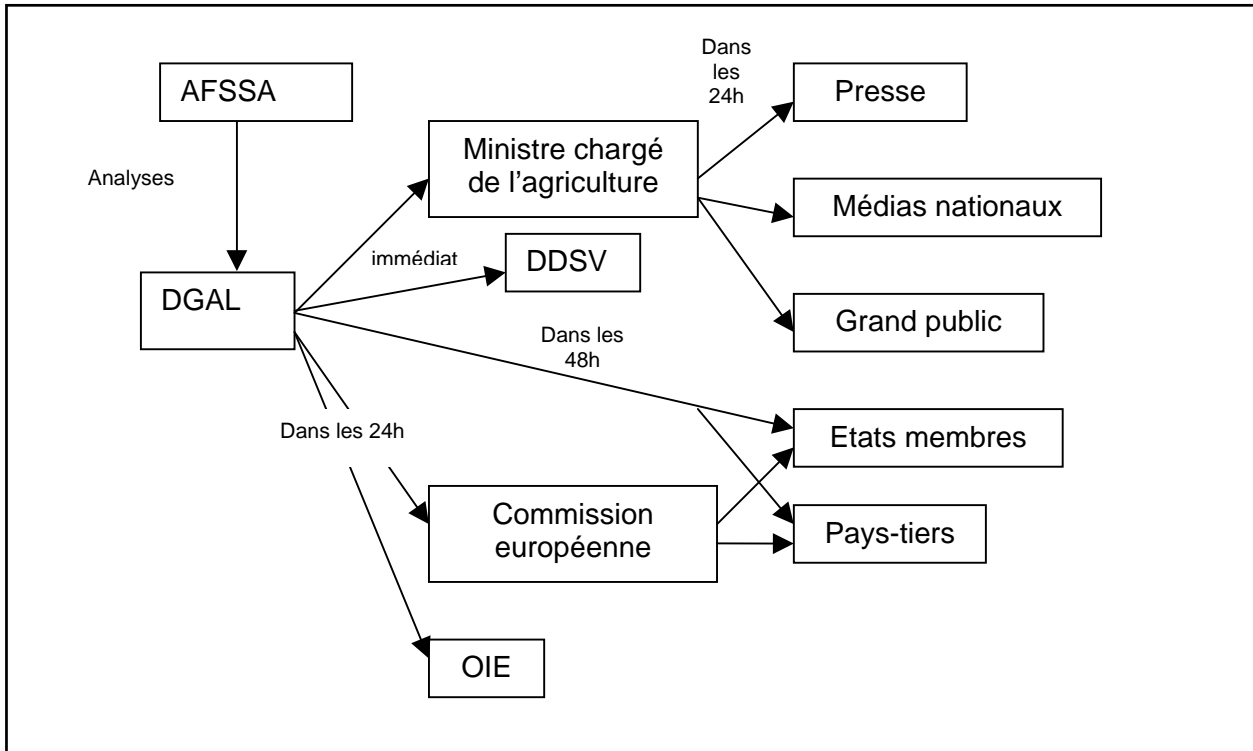 AFSSA
Analyses
DGAL
Ministre chargé
de l’agriculture
immédiat
DDSV
Dans
les
24h
Presse
Médias nationaux
Grand public
Dans les
48h
Etats membres
Dans les 24h
Commission
européenne
Pays-tiers
OIE